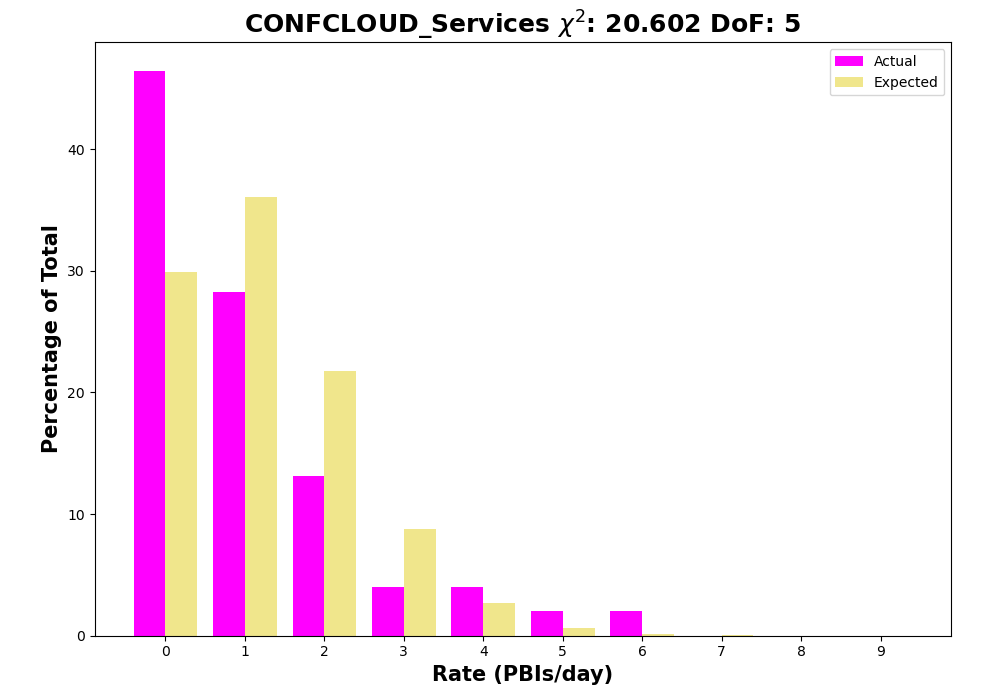 CONFCLOUD_Services χ²: 20.602 DoF: 5
Actual
Expected
Percentage of Total
40
30
20
10
0
0 1 2 3 4 5 6 7 8 9
Rate (PBIs/day)